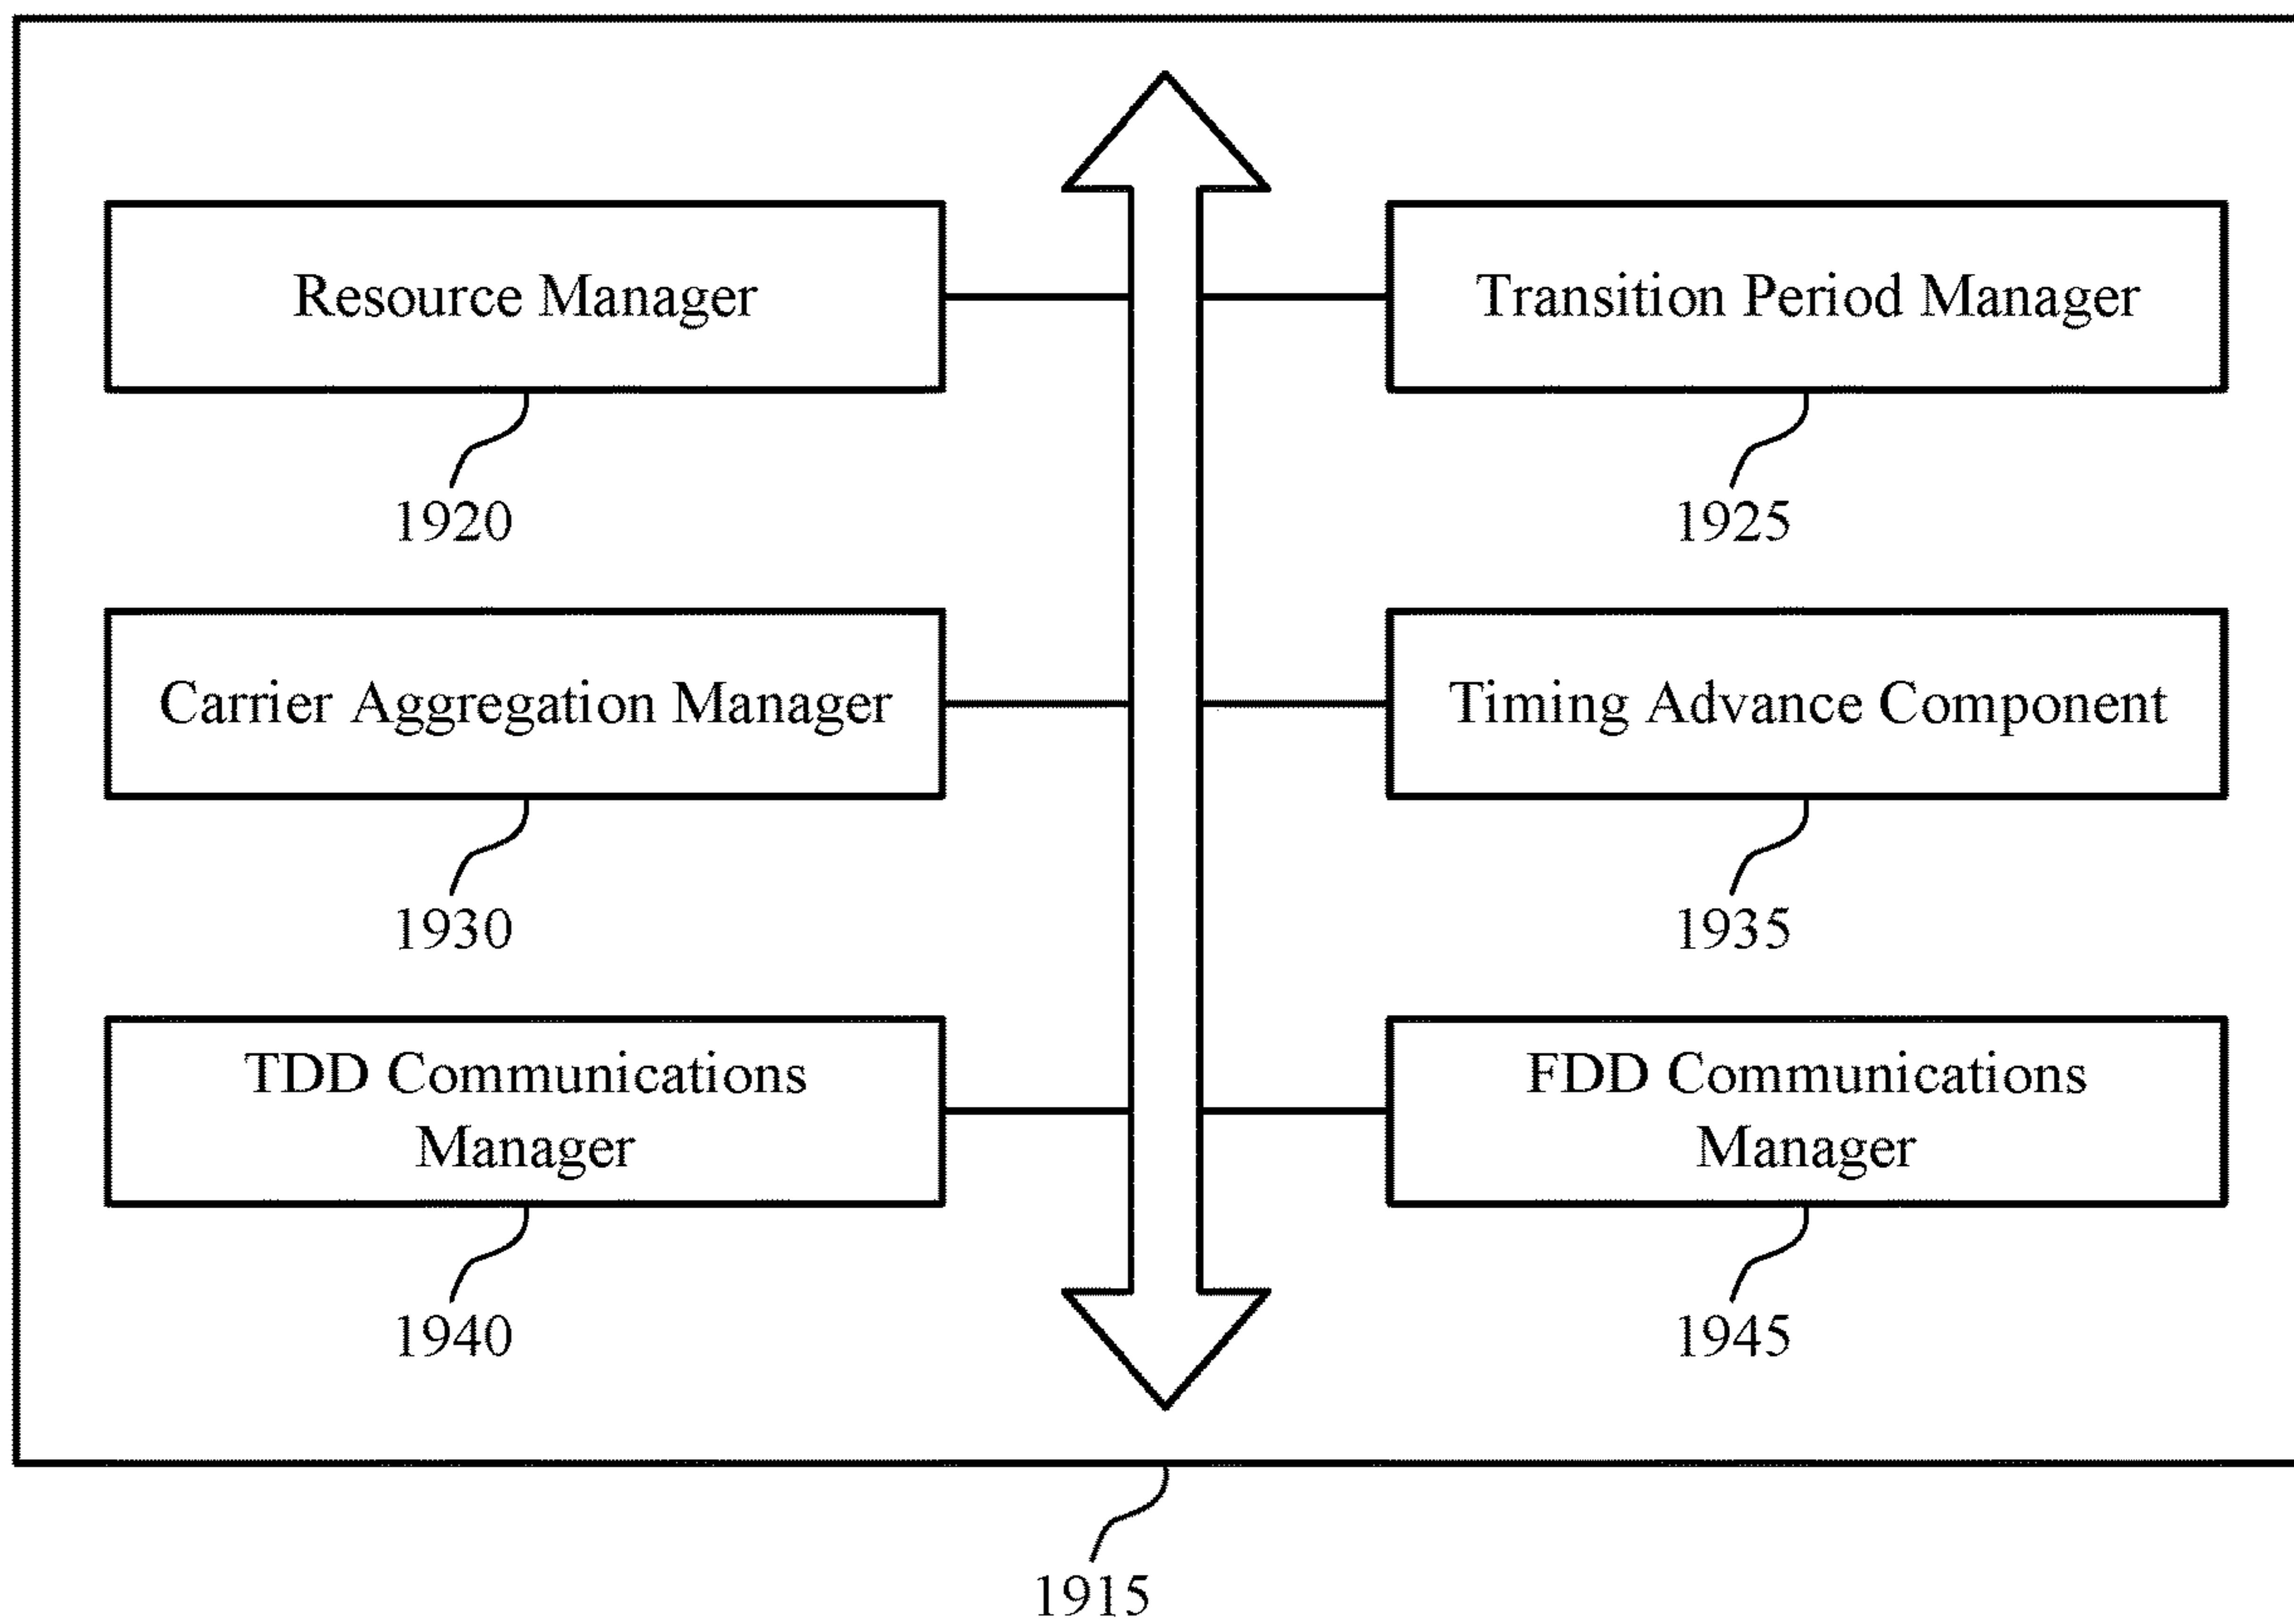 Resource Manager
Transition Period Manager
1920
1925
Carrier Aggregation Manager
Timing Advance Component
1930
1935
TDD Communications
Manager
FDD Communications
Manager
1940
1945
1915